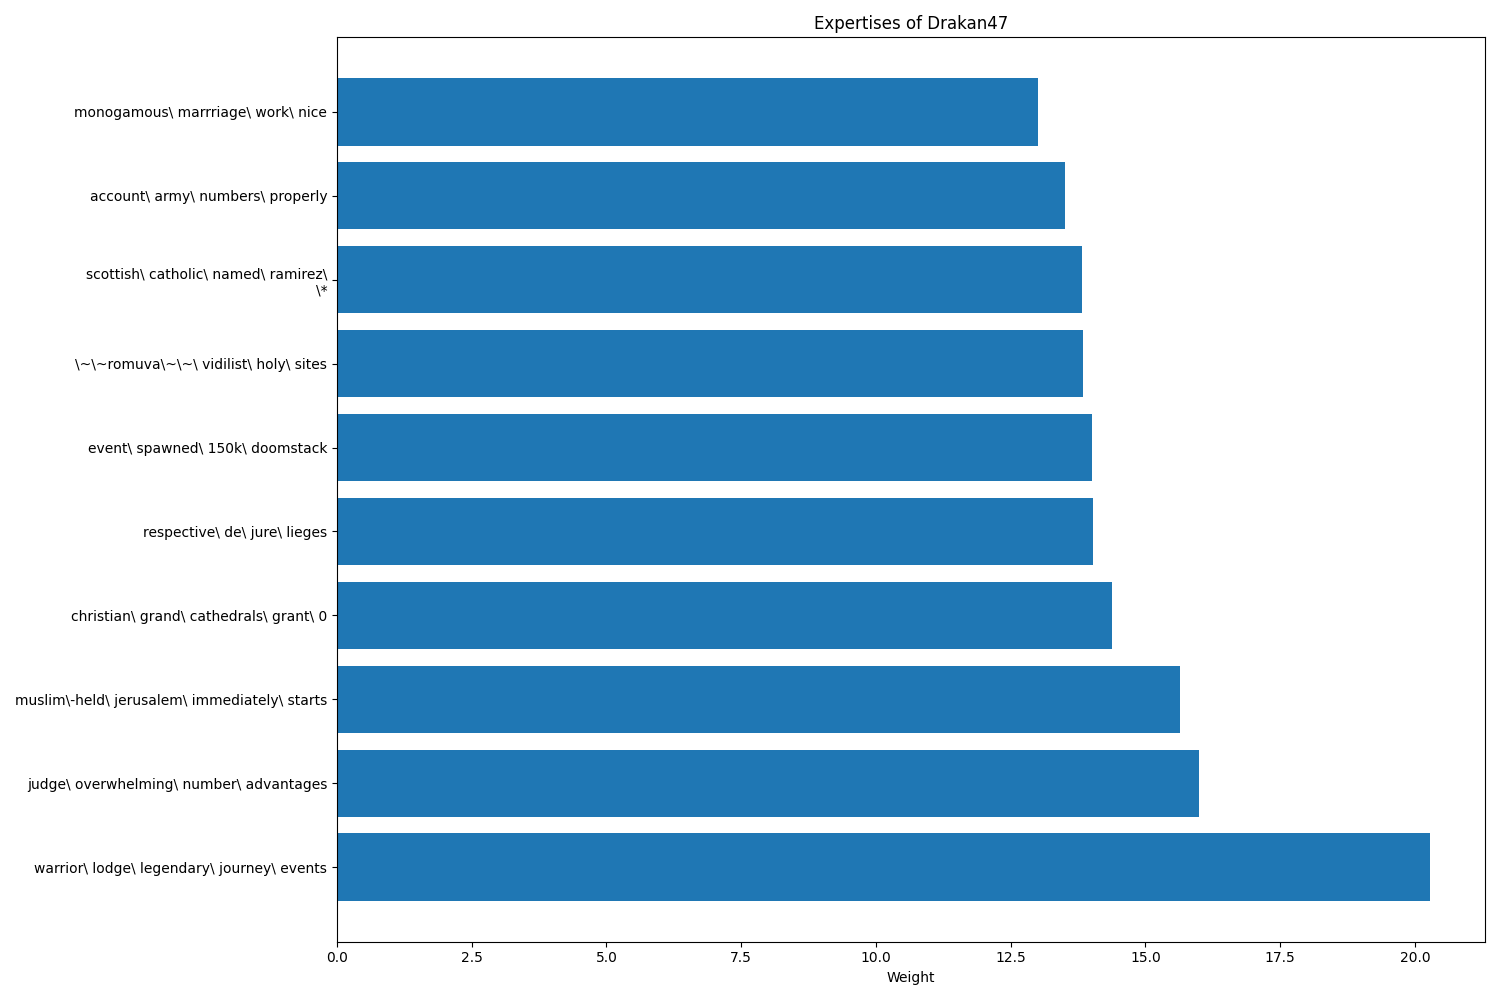 Expertises of Drakan47
monogamous\ marrriage\ work\ nice
account\ army\ numbers\ properly
scottish\ catholic\ named\ ramirez\
\*
\~\~romuva\~\~\ vidilist\ holy\ sites
event\ spawned\ 150k\ doomstack
respective\ de\ jure\ lieges
christian\ grand\ cathedrals\ grant\ 0
muslim\-held\ jerusalem\ immediately\ starts
judge\ overwhelming\ number\ advantages
warrior\ lodge\ legendary\ journey\ events
0.0 2.5 5.0 7.5 10.0 12.5 15.0 17.5 20.0
Weight